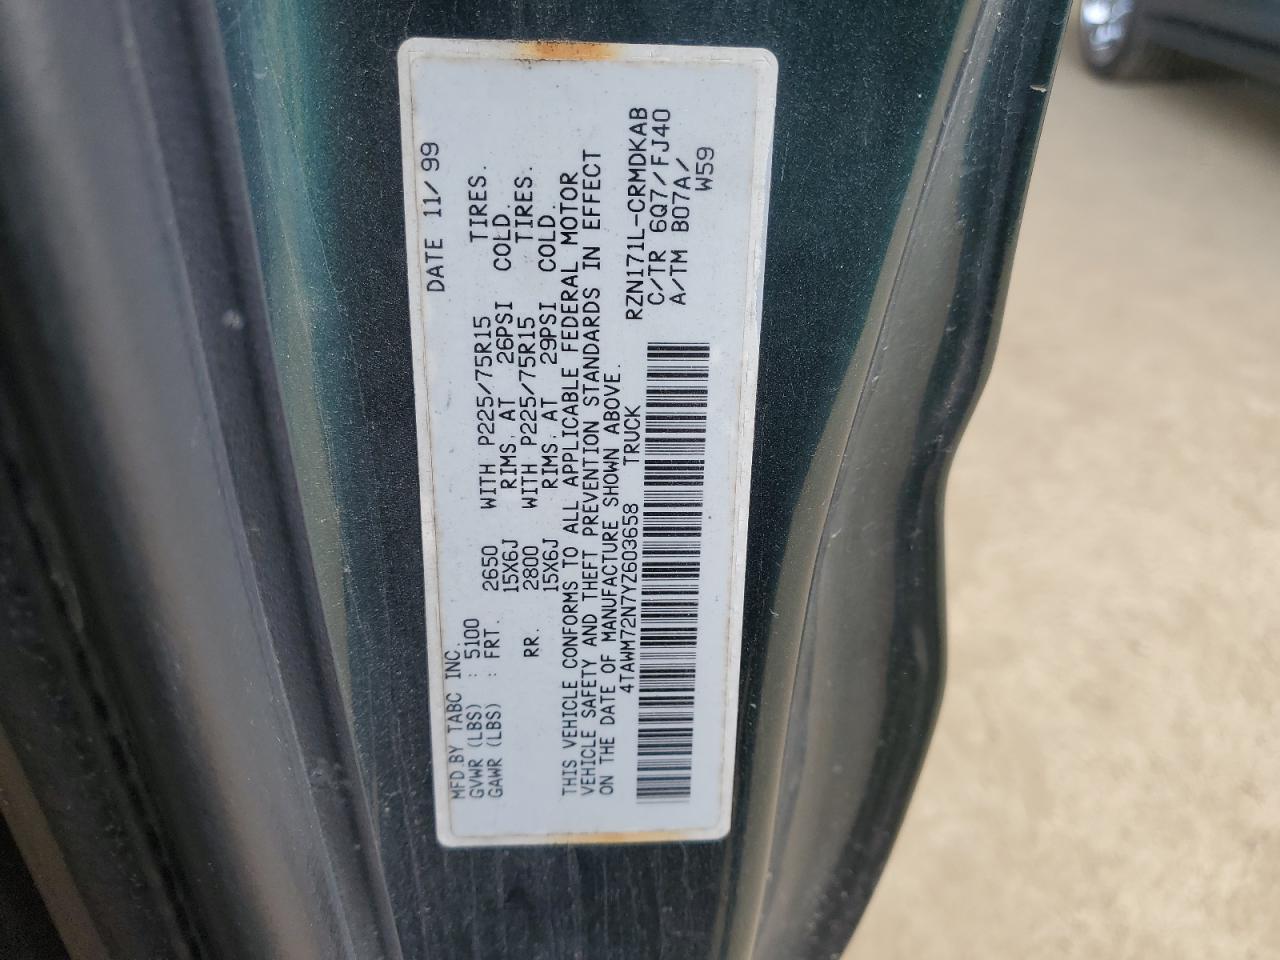 DATE 11/99
MFD.BY TABC INC.
GVWR (LBS) : 5100
GAWR (LBS) : FRT. 2650 WITH P225/75R15 TIRES.
15X6J RIMS, AT 26PSI COLD.
RR. 2800 WITH P225/75R15 TIRES.
15X6J RIMS, AT 29PSI COLD.
THIS VEHICLE CONFORMS TO ALL APPLICABLE FEDERAL MOTOR
VEHICLE SAFETY AND THEFT PREVENTION STANDARDS IN EFFECT
ON THE DATE OF MANUFACTURE SHOWN ABOVE.
4TAWM72N7YZ603658 TRUCK
RZN171L-CRMDKAB
C/TR 6Q7/FJ40
A/TM B07A/
W59